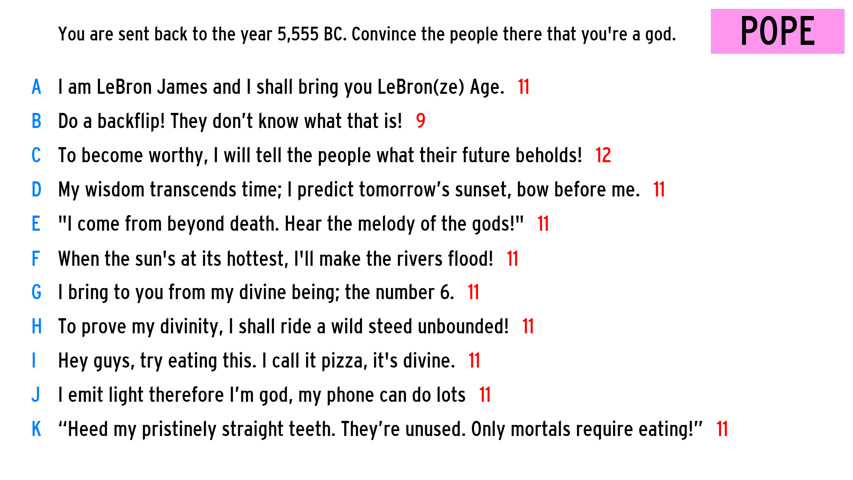 You are sent back to the year 5,555 BC. Convince the people there that you're a god.
POPE
A I am LeBron James and I shall bring you LeBron(ze) Age. 11
B Do a backflip! They don’t know what that is! 9
C To become worthy, I will tell the people what their future beholds! 12
D My wisdom transcends time; I predict tomorrow’s sunset, bow before me. 11
E "I come from beyond death. Hear the melody of the gods!" 11
F When the sun's at its hottest, I'll make the rivers flood! 11
G I bring to you from my divine being; the number 6. 11
H To prove my divinity, I shall ride a wild steed unbounded! 11
I Hey guys, try eating this. I call it pizza, it's divine. 11
J I emit light therefore I’m god, my phone can do lots 11
K “Heed my pristinely straight teeth. They’re unused. Only mortals require eating!” 11